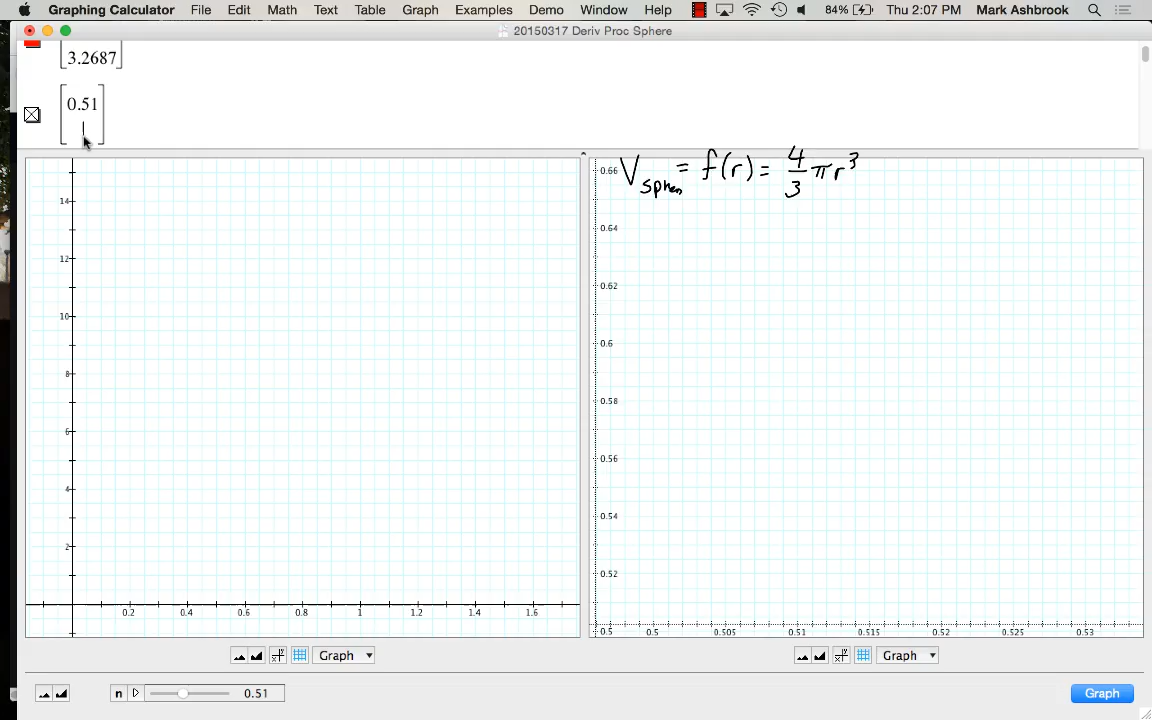 Graphing Calculator File Edit Math Text Table Graph Examples Demo Window Help 84% Thu 2:07 PM Mark Ashbrook
20150317 Deriv Proc Sphere
3.2687
0.51
V = f(r) = 4/3 πr³
14
12
10
8
6
4
2
0.2 0.4 0.6 0.8 1 1.2 1.4 1.6
0.66
0.64
0.62
0.6
0.58
0.56
0.54
0.52
0.5 0.5 0.505 0.51 0.515 0.52 0.525 0.53
Graph
Graph
n 0.51
Graph